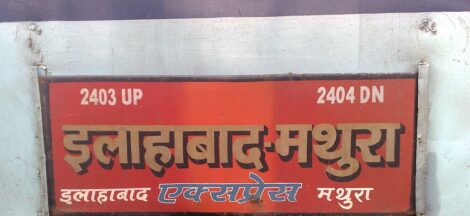 2403 UP 2404 DN
इलाहाबाद-मथुरा
इलाहाबाद एक्सप्रेस मथुरा